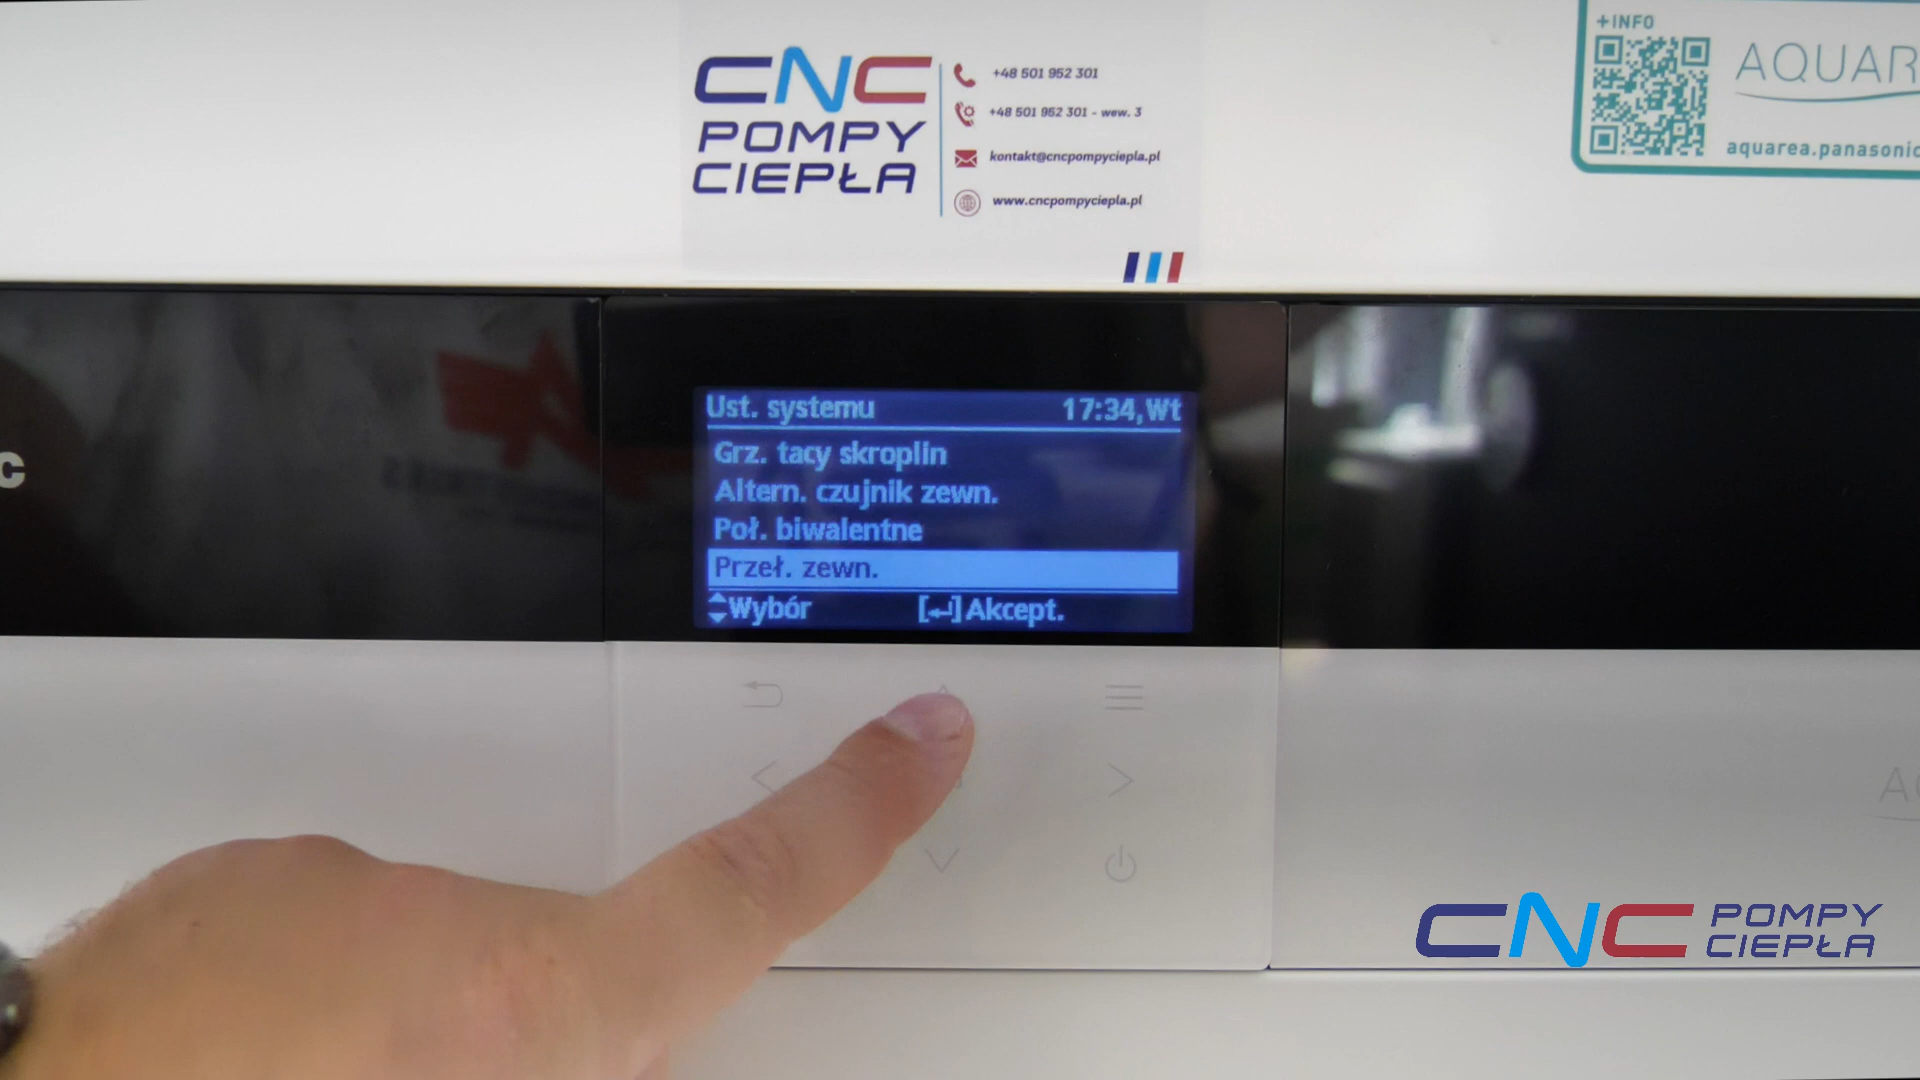 CNC
POMPY
CIEPŁA
+48 501 952 301
+48 501 952 301 - wew. 3
kontakt@cncpompyciepla.pl
www.cncpompyciepla.pl
+INFO
AQUAR
aquarea.panasonic
c
Ust. systemu 17:34,Wt
Grz. tacy skroplin
Altern. czujnik zewn.
Poł. biwalentne
Przeł. zewn.
Wybór [↵]Akcept.
CNC POMPY
CIEPŁA